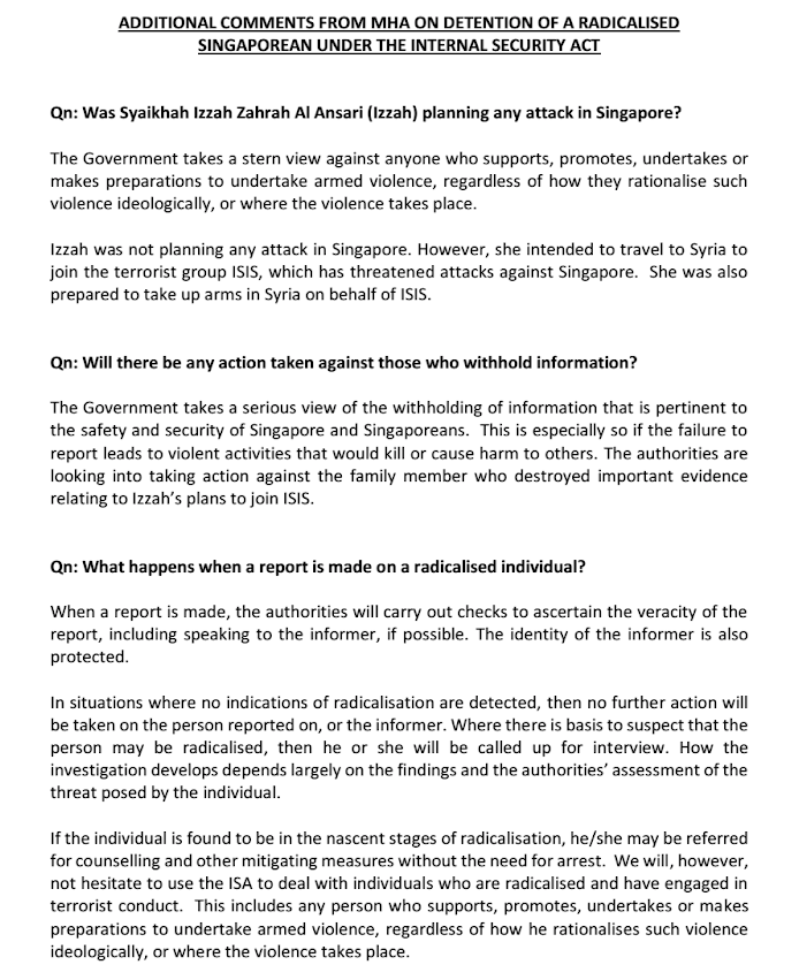 ADDITIONAL COMMENTS FROM MHA ON DETENTION OF A RADICALISED
SINGAPOREAN UNDER THE INTERNAL SECURITY ACT
Qn: Was Syaikhah Izzah Zahrah Al Ansari (Izzah) planning any attack in Singapore?
The Government takes a stern view against anyone who supports, promotes, undertakes or
makes preparations to undertake armed violence, regardless of how they rationalise such
violence ideologically, or where the violence takes place.
Izzah was not planning any attack in Singapore. However, she intended to travel to Syria to
join the terrorist group ISIS, which has threatened attacks against Singapore. She was also
prepared to take up arms in Syria on behalf of ISIS.
Qn: Will there be any action taken against those who withhold information?
The Government takes a serious view of the withholding of information that is pertinent to
the safety and security of Singapore and Singaporeans. This is especially so if the failure to
report leads to violent activities that would kill or cause harm to others. The authorities are
looking into taking action against the family member who destroyed important evidence
relating to Izzah's plans to join ISIS.
Qn: What happens when a report is made on a radicalised individual?
When a report is made, the authorities will carry out checks to ascertain the veracity of the
report, including speaking to the informer, if possible. The identity of the informer is also
protected.
In situations where no indications of radicalisation are detected, then no further action will
be taken on the person reported on, or the informer. Where there is basis to suspect that the
person may be radicalised, then he or she will be called up for interview. How the
investigation develops depends largely on the findings and the authorities' assessment of the
threat posed by the individual.
If the individual is found to be in the nascent stages of radicalisation, he/she may be referred
for counselling and other mitigating measures without the need for arrest. We will, however,
not hesitate to use the ISA to deal with individuals who are radicalised and have engaged in
terrorist conduct. This includes any person who supports, promotes, undertakes or makes
preparations to undertake armed violence, regardless of how he rationalises such violence
ideologically, or where the violence takes place.